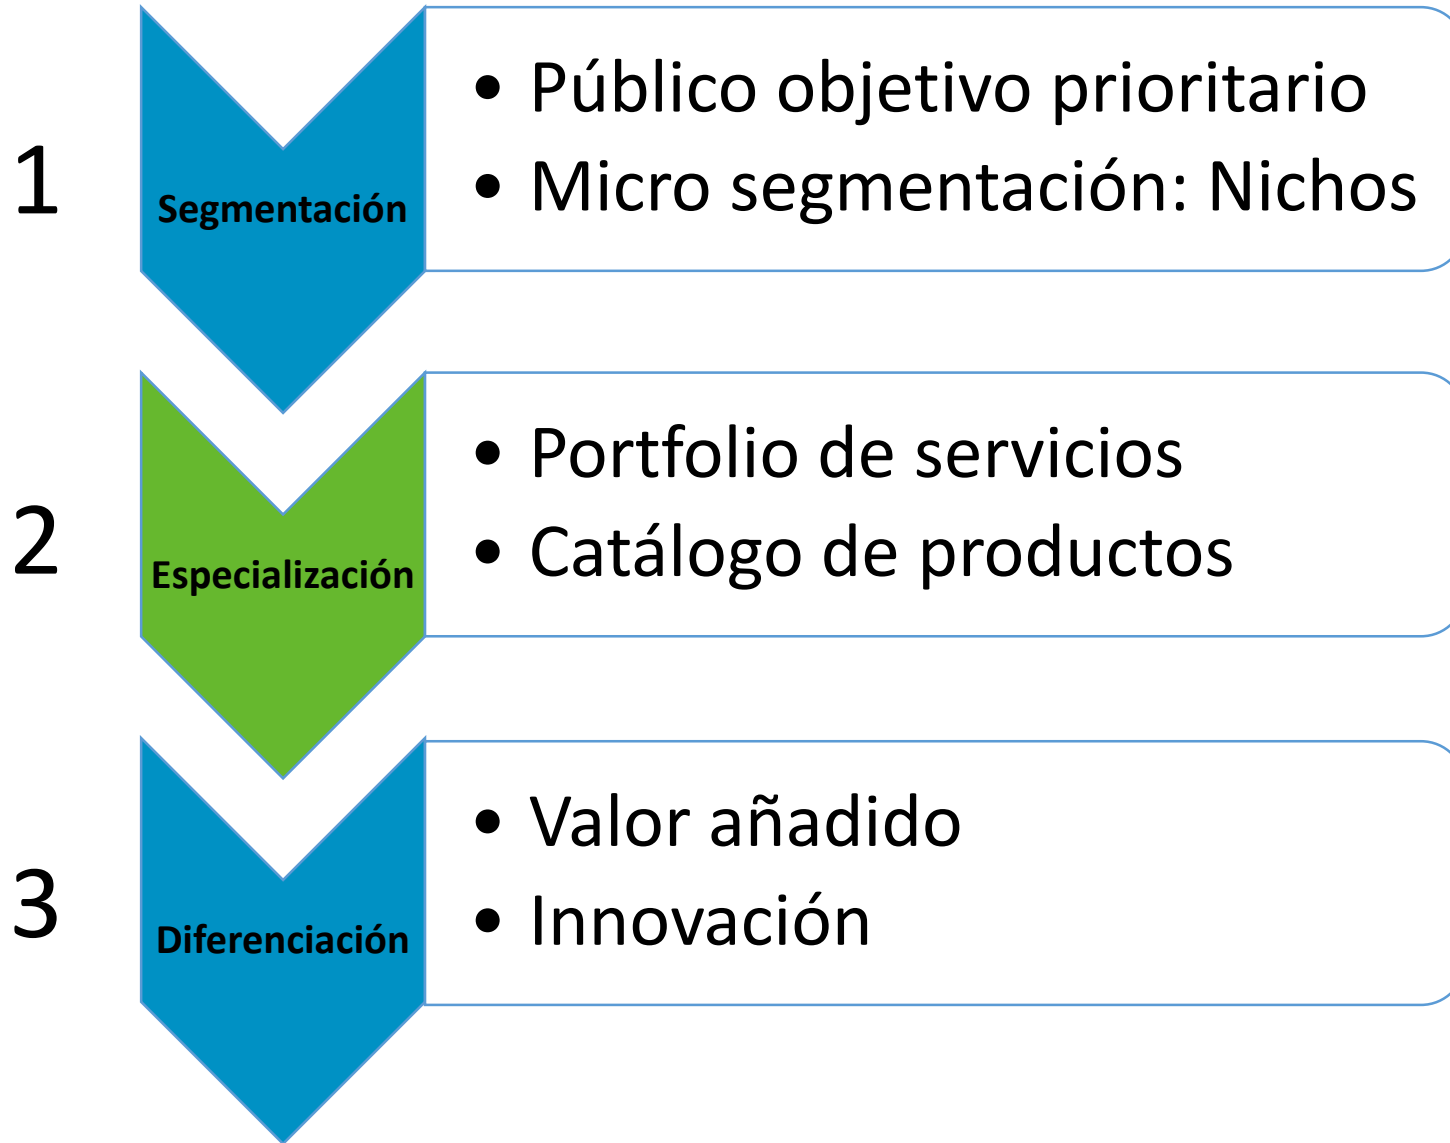 1
Segmentación
• Público objetivo prioritario
• Micro segmentación: Nichos
2
Especialización
• Portfolio de servicios
• Catálogo de productos
3
Diferenciación
• Valor añadido
• Innovación